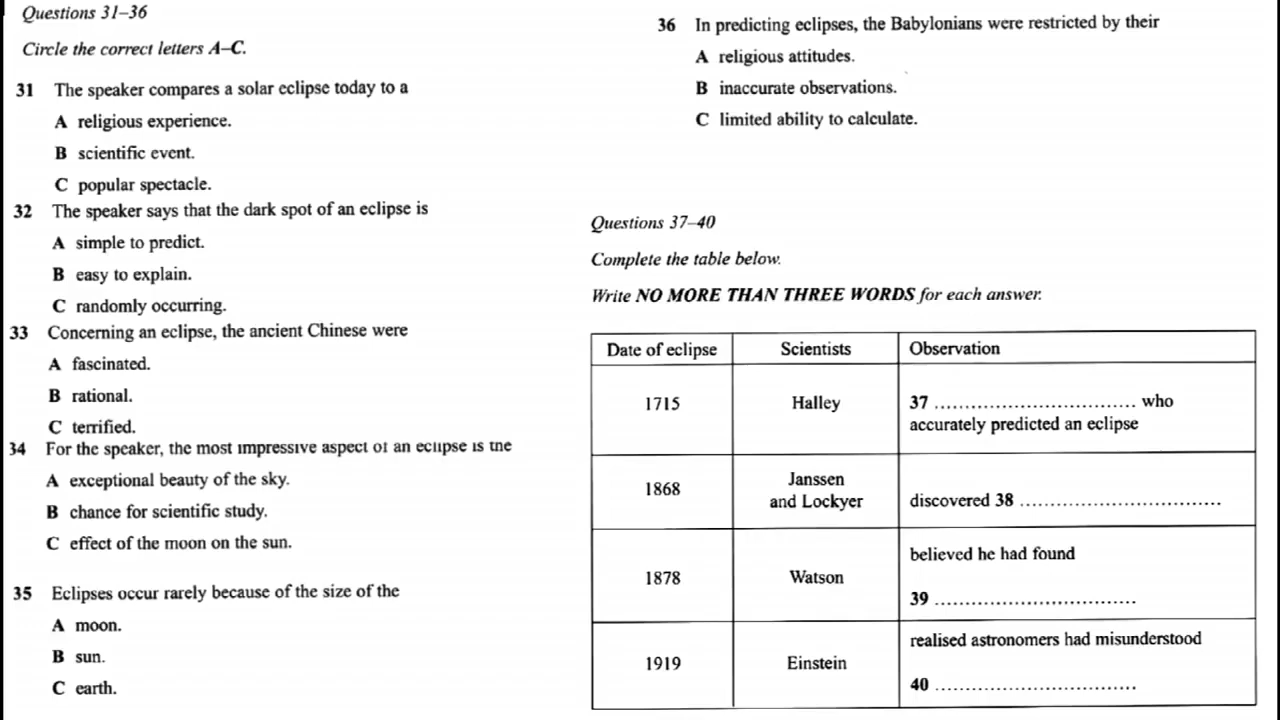 Questions 31–36
Circle the correct letters A–C.
31 The speaker compares a solar eclipse today to a
A religious experience.
B scientific event.
C popular spectacle.
32 The speaker says that the dark spot of an eclipse is
A simple to predict.
B easy to explain.
C randomly occurring.
33 Concerning an eclipse, the ancient Chinese were
A fascinated.
B rational.
C terrified.
34 For the speaker, the most impressive aspect of an eclipse is the
A exceptional beauty of the sky.
B chance for scientific study.
C effect of the moon on the sun.
35 Eclipses occur rarely because of the size of the
A moon.
B sun.
C earth.
36 In predicting eclipses, the Babylonians were restricted by their
A religious attitudes.
B inaccurate observations.
C limited ability to calculate.
Questions 37–40
Complete the table below.
Write NO MORE THAN THREE WORDS for each answer.
Date of eclipse Scientists Observation
1715 Halley 37 ................................ who
accurately predicted an eclipse
1868 Janssen
and Lockyer discovered 38 ................................
1878 Watson believed he had found
39 ................................
1919 Einstein realised astronomers had misunderstood
40 ................................